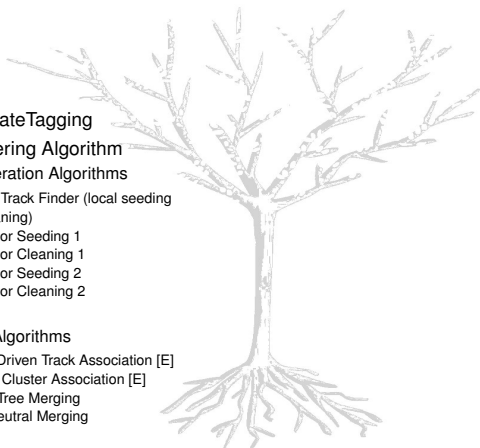 ateTagging
ering Algorithm
eration Algorithms
Track Finder (local seeding
ning)
or Seeding 1
or Cleaning 1
or Seeding 2
or Cleaning 2
Algorithms
Driven Track Association [E]
Cluster Association [E]
Tree Merging
eutral Merging